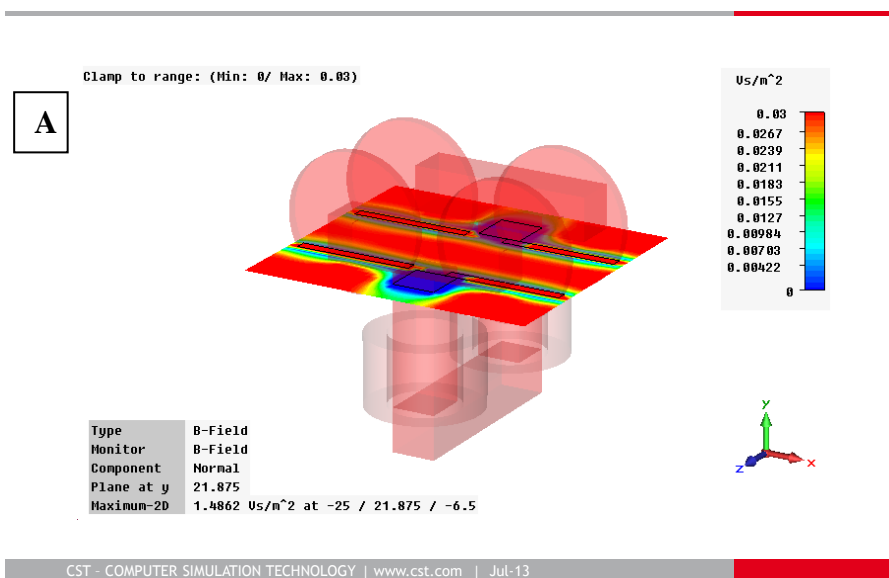 Clamp to range: (Min: 0/ Max: 0.03)
A
Vs/m^2
0.03
0.0267
0.0239
0.0211
0.0183
0.0155
0.0127
0.00984
0.00703
0.00422
0
Type B-Field
Monitor B-Field
Component Normal
Plane at y 21.875
Maximum-2D 1.4862 Vs/m^2 at -25 / 21.875 / -6.5
y
z
x
CST - COMPUTER SIMULATION TECHNOLOGY | www.cst.com | Jul-13